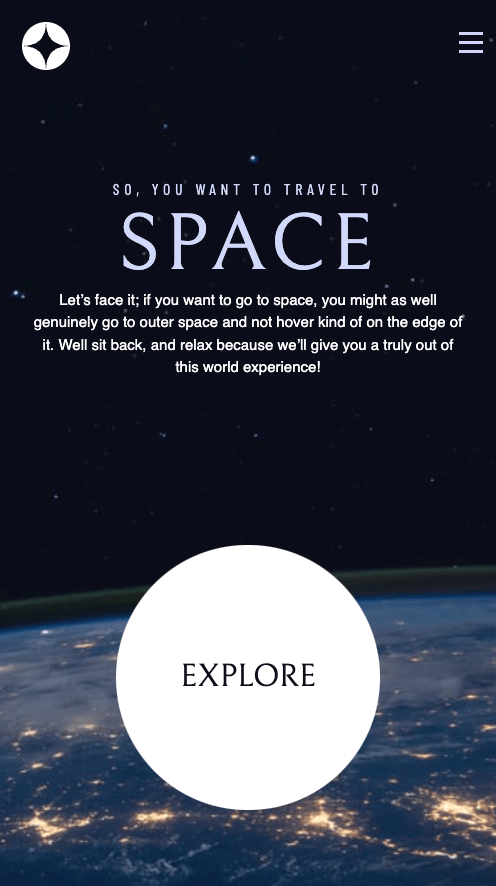 SO, YOU WANT TO TRAVEL TO
SPACE
Let’s face it; if you want to go to space, you might as well
genuinely go to outer space and not hover kind of on the edge of
it. Well sit back, and relax because we’ll give you a truly out of
this world experience!
EXPLORE